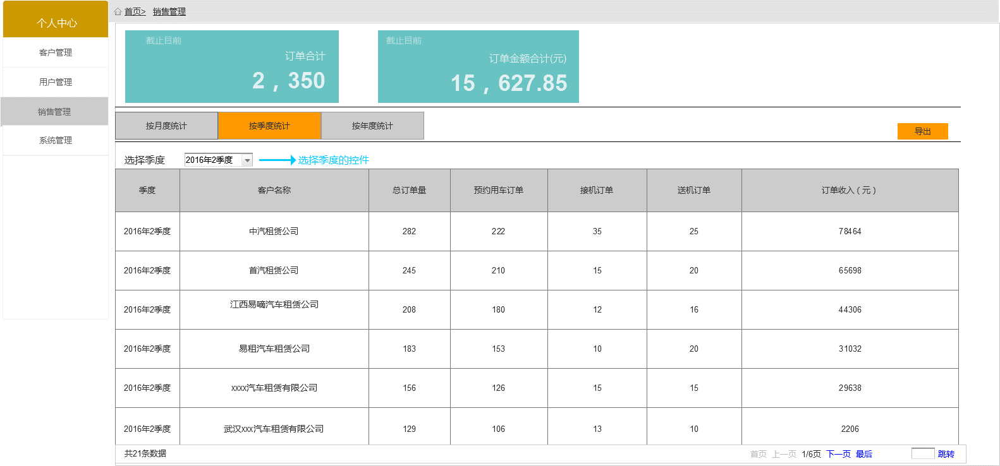 个人中心
客户管理
用户管理
销售管理
系统管理
首页> 销售管理
截止目前
订单合计
2，350
截止目前
订单金额合计(元)
15，627.85
按月度统计 按季度统计 按年度统计
导出
选择季度 2016年2季度 选择季度的控件
季度 客户名称 总订单量 预约用车订单 接机订单 送机订单 订单收入（元）
2016年2季度 中汽租赁公司 282 222 35 25 78464
2016年2季度 首汽租赁公司 245 210 15 20 65698
2016年2季度 江西易嘀汽车租赁公司 208 180 12 16 44306
2016年2季度 易租汽车租赁公司 183 153 10 20 31032
2016年2季度 xxxx汽车租赁有限公司 156 126 15 15 29638
2016年2季度 武汉xxx汽车租赁有限公司 129 106 13 10 2206
共21条数据 首页 上一页 1/6页 下一页 最后 跳转